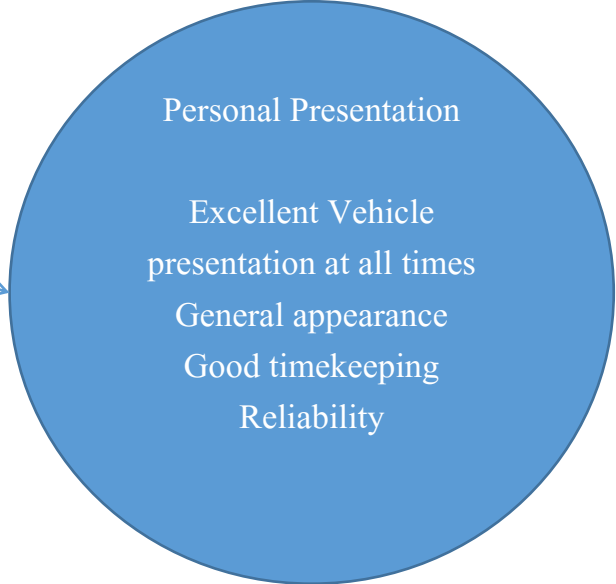 Personal Presentation
Excellent Vehicle
presentation at all times
General appearance
Good timekeeping
Reliability